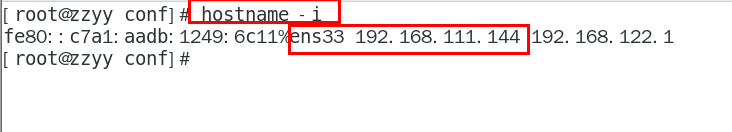 [root@zzyy conf]# hostname -i
fe80::c7a1:aadb:1249:6c11%ens33 192.168.111.144 192.168.122.1
[root@zzyy conf]#